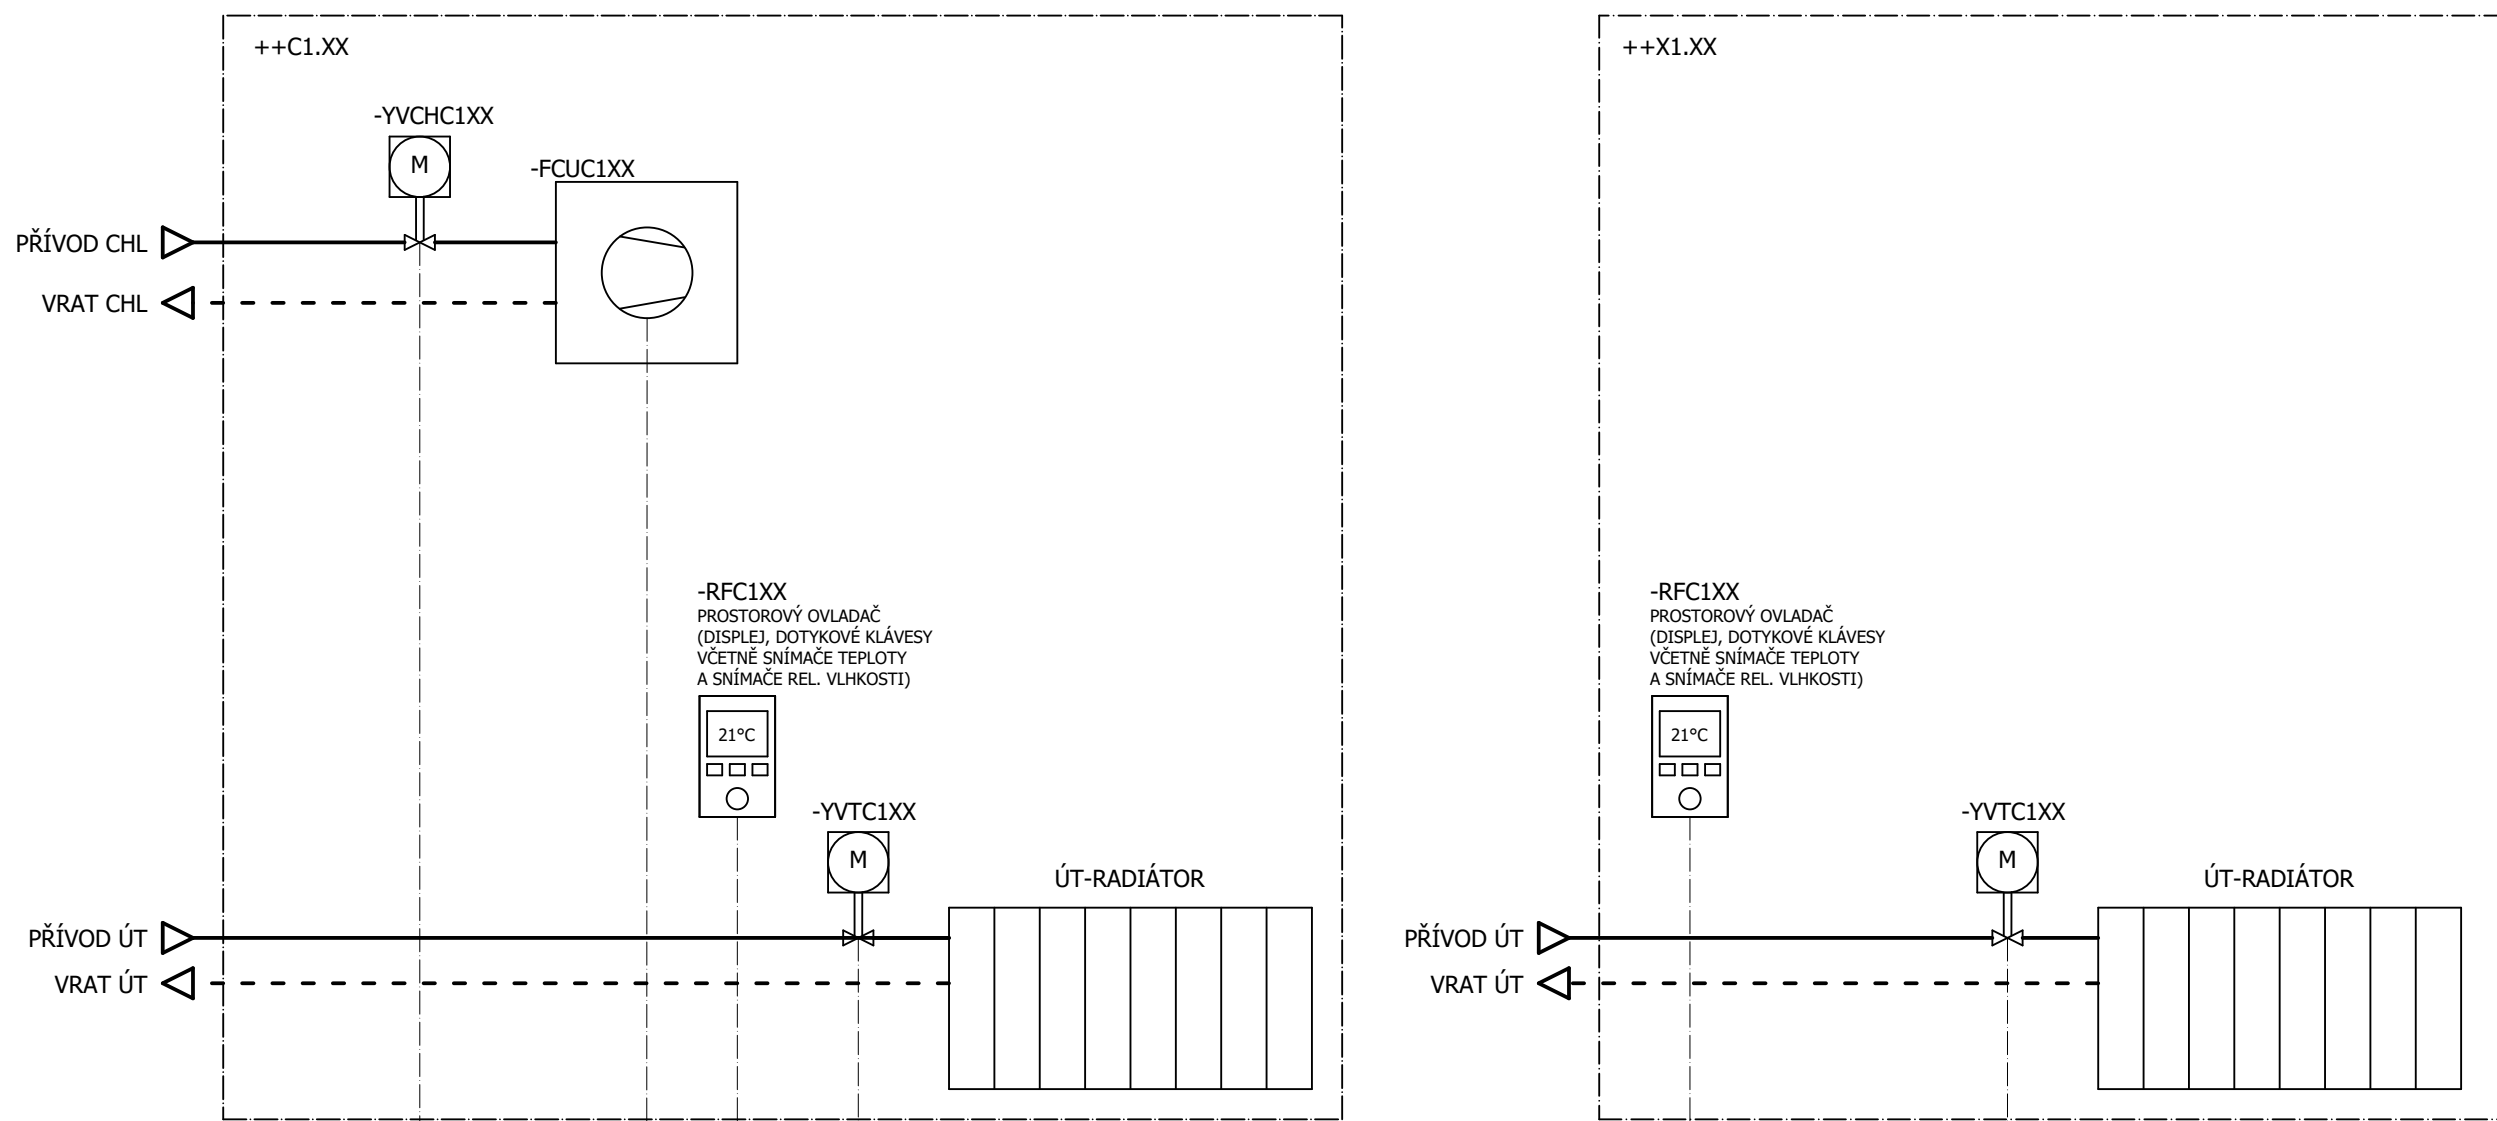 ++C1.XX
-YVCHC1XX
M
-FCUC1XX
PŘÍVOD CHL
VRAT CHL
-RFC1XX
PROSTOROVÝ OVLADAČ
(DISPLEJ, DOTYKOVÉ KLÁVESY
VČETNĚ SNÍMAČE TEPLOTY
A SNÍMAČE REL. VLHKOSTI)
21°C
-YVTC1XX
M
ÚT-RADIÁTOR
PŘÍVOD ÚT
VRAT ÚT
++X1.XX
-RFC1XX
PROSTOROVÝ OVLADAČ
(DISPLEJ, DOTYKOVÉ KLÁVESY
VČETNĚ SNÍMAČE TEPLOTY
A SNÍMAČE REL. VLHKOSTI)
21°C
-YVTC1XX
M
ÚT-RADIÁTOR
PŘÍVOD ÚT
VRAT ÚT